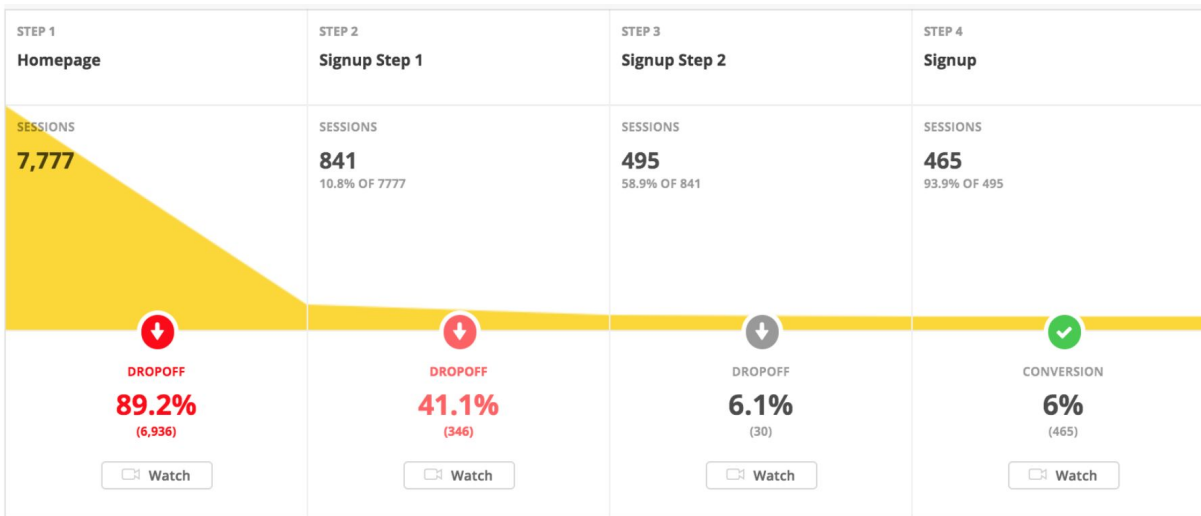 STEP 1
Homepage
SESSIONS
7,777
DROPOFF
89.2%
(6,936)
Watch
STEP 2
Signup Step 1
SESSIONS
841
10.8% OF 7777
DROPOFF
41.1%
(346)
Watch
STEP 3
Signup Step 2
SESSIONS
495
58.9% OF 841
DROPOFF
6.1%
(30)
Watch
STEP 4
Signup
SESSIONS
465
93.9% OF 495
CONVERSION
6%
(465)
Watch